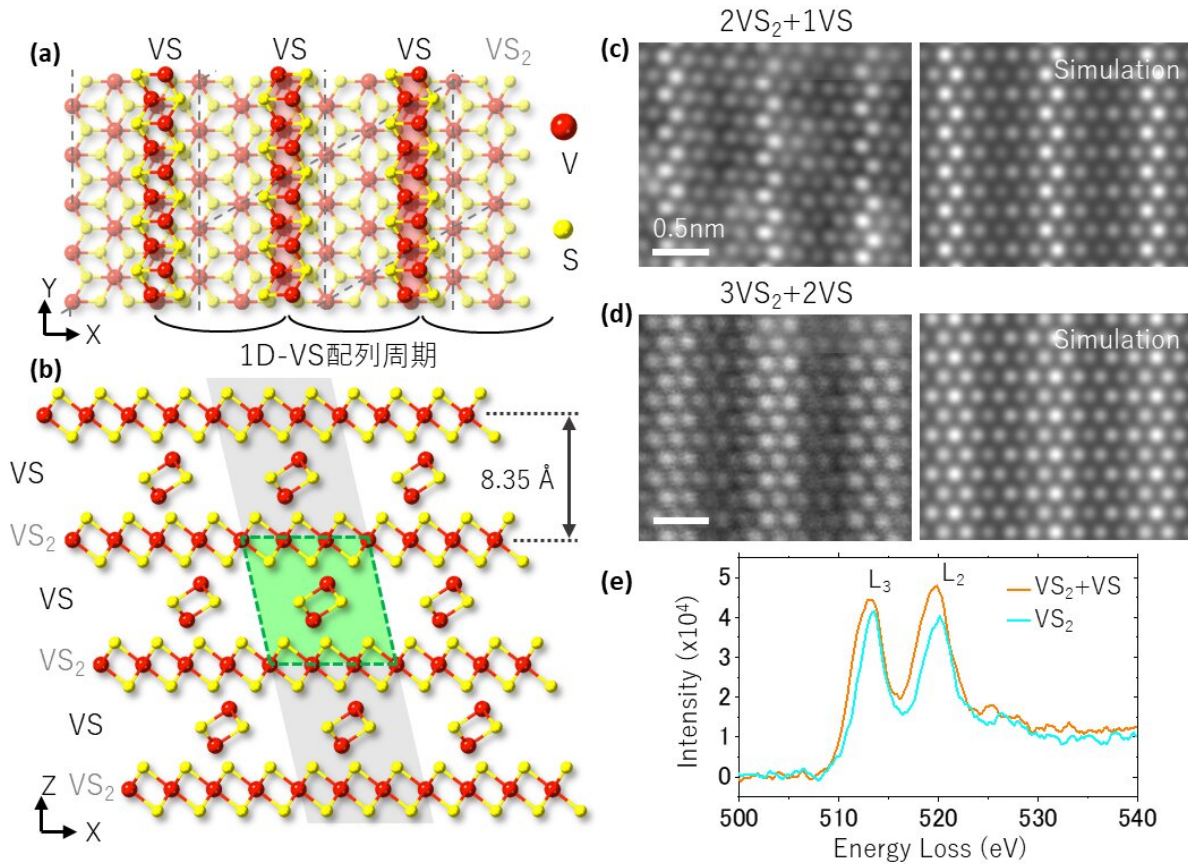 (a)
VS VS VS VS₂
V
S
Y
X
1D-VS配列周期
(b)
8.35 Å
VS
VS₂
VS
VS₂
VS
VS₂
Z
X
(c)
2VS₂+1VS
Simulation
0.5nm
(d)
3VS₂+2VS
Simulation
(e)
L₃ L₂
VS₂+VS
VS₂
Intensity (x10⁴)
5
4
3
2
1
0
500 510 520 530 540
Energy Loss (eV)